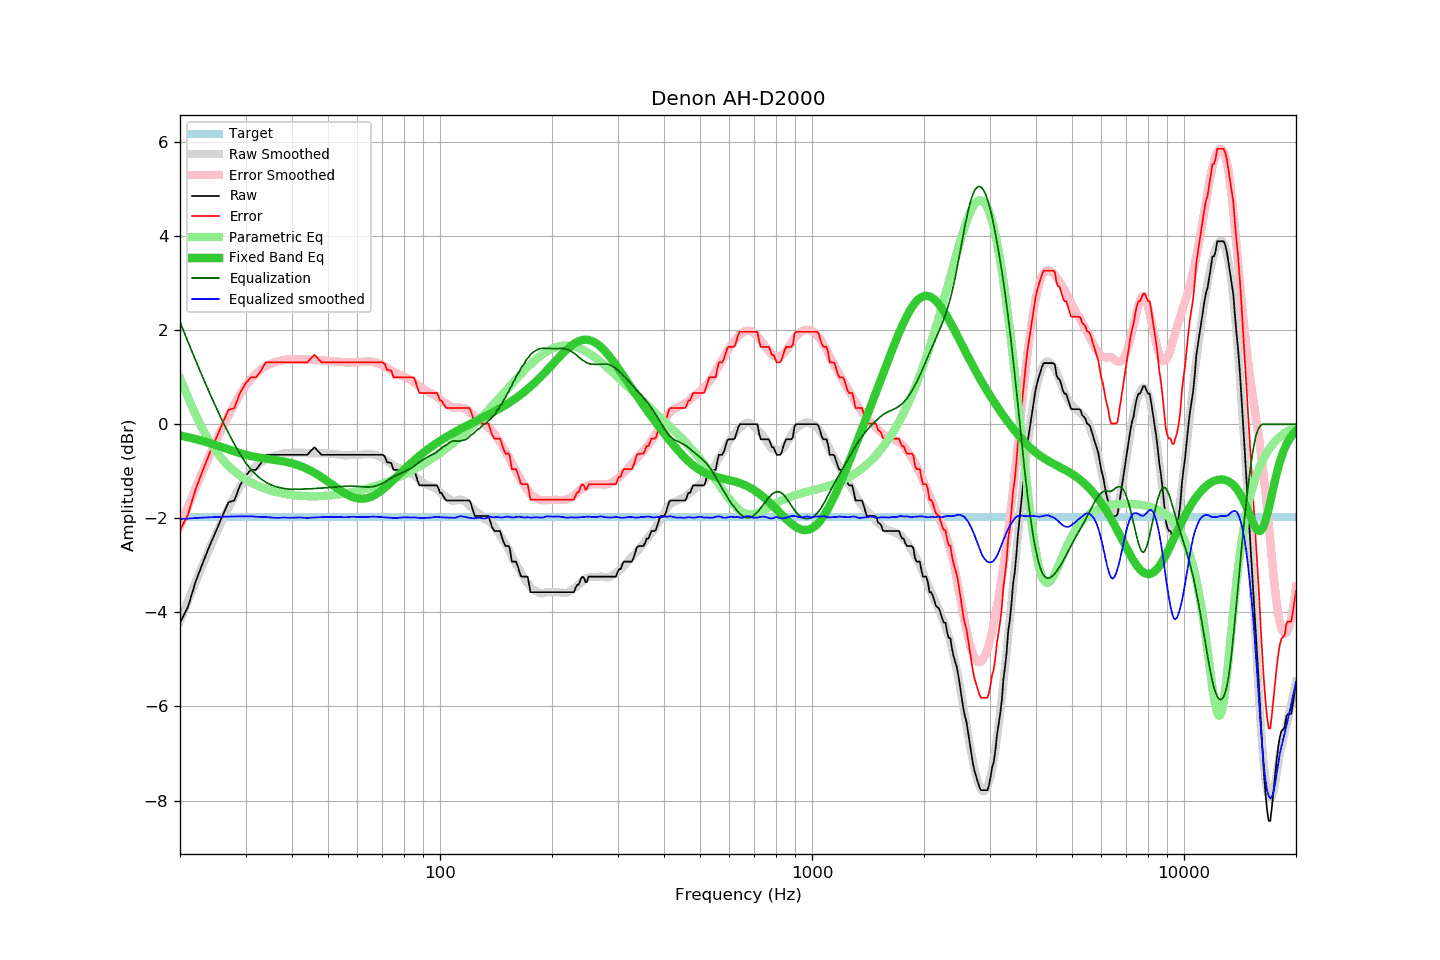 Denon AH-D2000
Target
Raw Smoothed
Error Smoothed
Raw
Error
Parametric Eq
Fixed Band Eq
Equalization
Equalized smoothed
6
4
2
0
−2
−4
−6
−8
Amplitude (dBr)
100 1000 10000
Frequency (Hz)